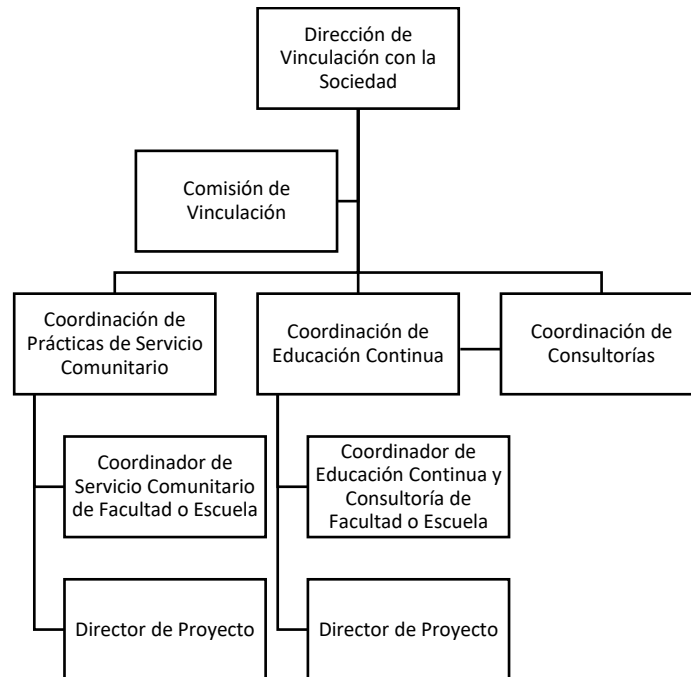 Dirección de
Vinculación con la
Sociedad
Comisión de
Vinculación
Coordinación de
Prácticas de Servicio
Comunitario
Coordinación de
Educación Continua
Coordinación de
Consultorías
Coordinador de
Servicio Comunitario
de Facultad o Escuela
Coordinador de
Educación Continua y
Consultoría de
Facultad o Escuela
Director de Proyecto
Director de Proyecto